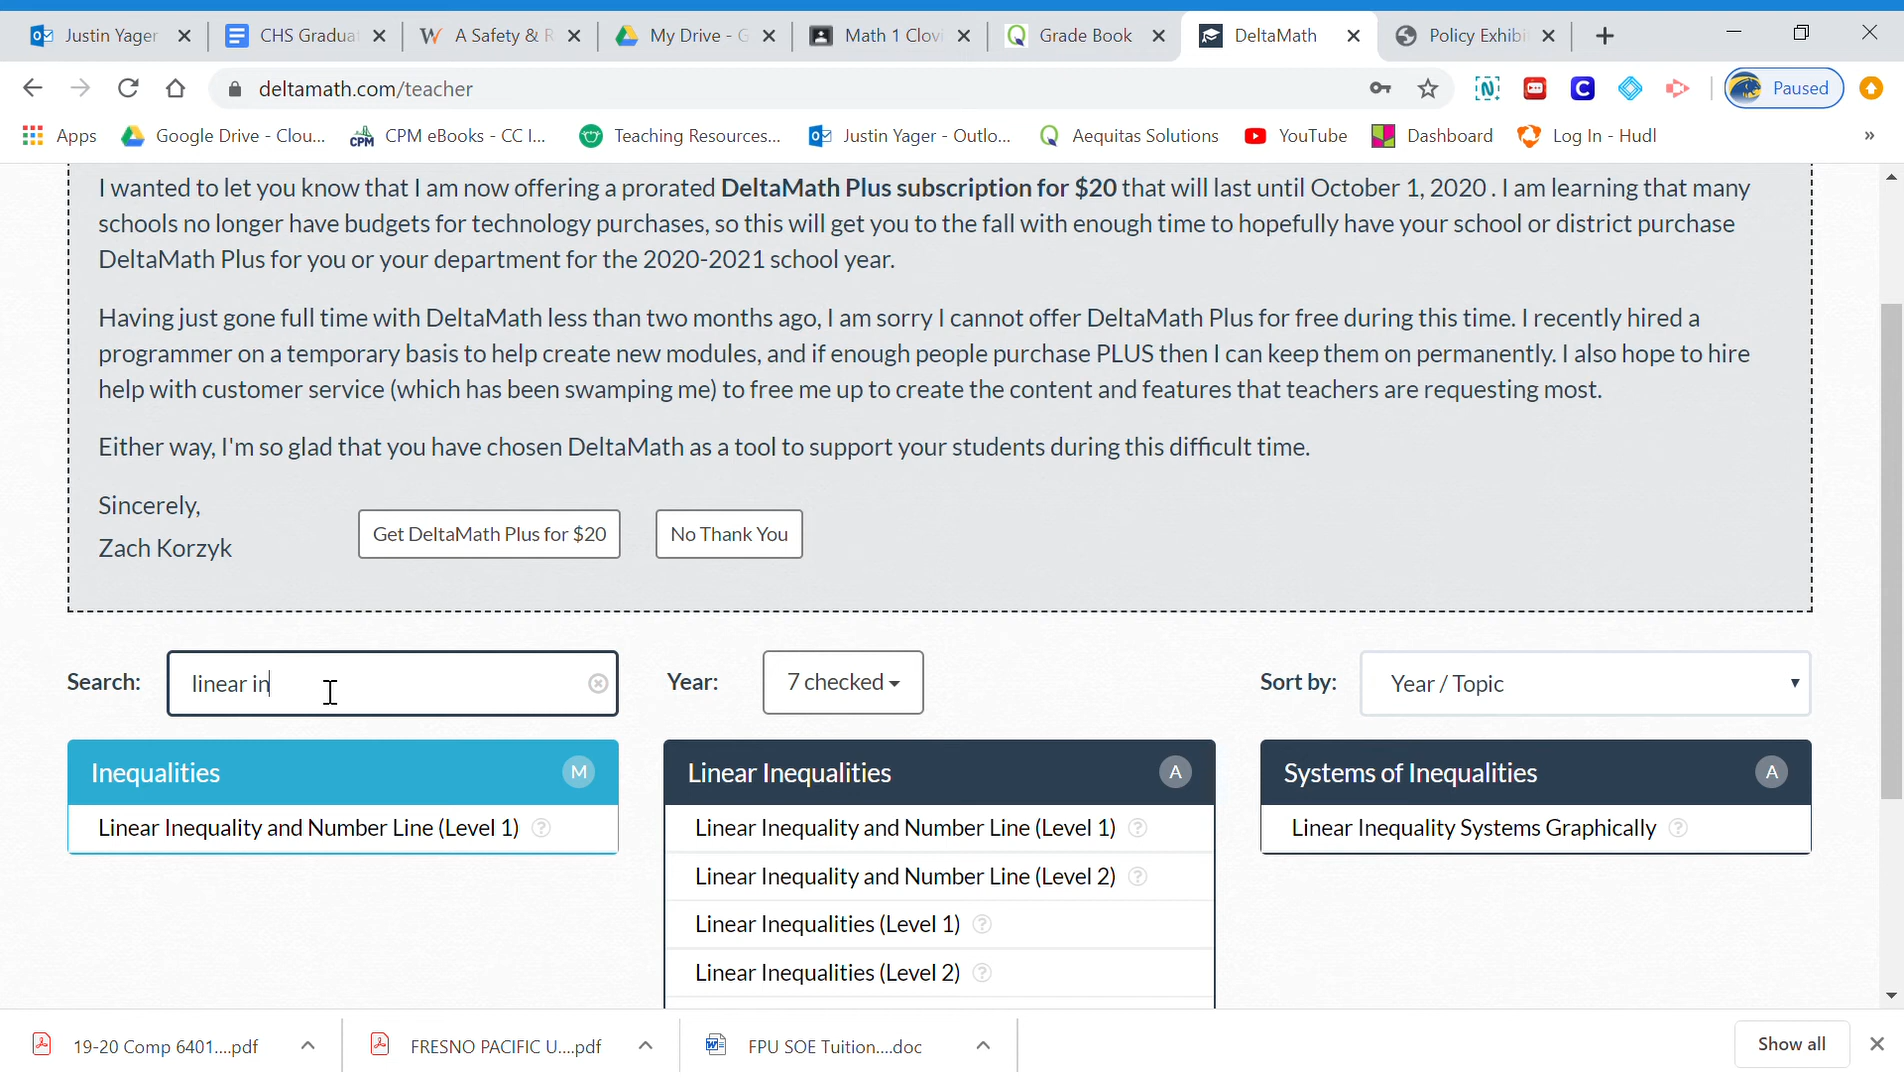 Justin Yager
CHS Graduat
A Safety & R
My Drive - G
Math 1 Clovi
Grade Book
DeltaMath
Policy Exhibi
deltamath.com/teacher
Paused
Apps
Google Drive - Clou...
CPM eBooks - CC I...
Teaching Resources...
Justin Yager - Outlo...
Aequitas Solutions
YouTube
Dashboard
Log In - Hudl
»
I wanted to let you know that I am now offering a prorated DeltaMath Plus subscription for $20 that will last until October 1, 2020 . I am learning that many
schools no longer have budgets for technology purchases, so this will get you to the fall with enough time to hopefully have your school or district purchase
DeltaMath Plus for you or your department for the 2020-2021 school year.
Having just gone full time with DeltaMath less than two months ago, I am sorry I cannot offer DeltaMath Plus for free during this time. I recently hired a
programmer on a temporary basis to help create new modules, and if enough people purchase PLUS then I can keep them on permanently. I also hope to hire
help with customer service (which has been swamping me) to free me up to create the content and features that teachers are requesting most.
Either way, I'm so glad that you have chosen DeltaMath as a tool to support your students during this difficult time.
Sincerely,
Zach Korzyk
Get DeltaMath Plus for $20
No Thank You
Search:
linear in
Year:
7 checked
Sort by:
Year / Topic
Inequalities
M
Linear Inequality and Number Line (Level 1) ?
Linear Inequalities
A
Linear Inequality and Number Line (Level 1) ?
Linear Inequality and Number Line (Level 2) ?
Linear Inequalities (Level 1) ?
Linear Inequalities (Level 2) ?
Systems of Inequalities
A
Linear Inequality Systems Graphically ?
19-20 Comp 6401....pdf
FRESNO PACIFIC U....pdf
FPU SOE Tuition....doc
Show all